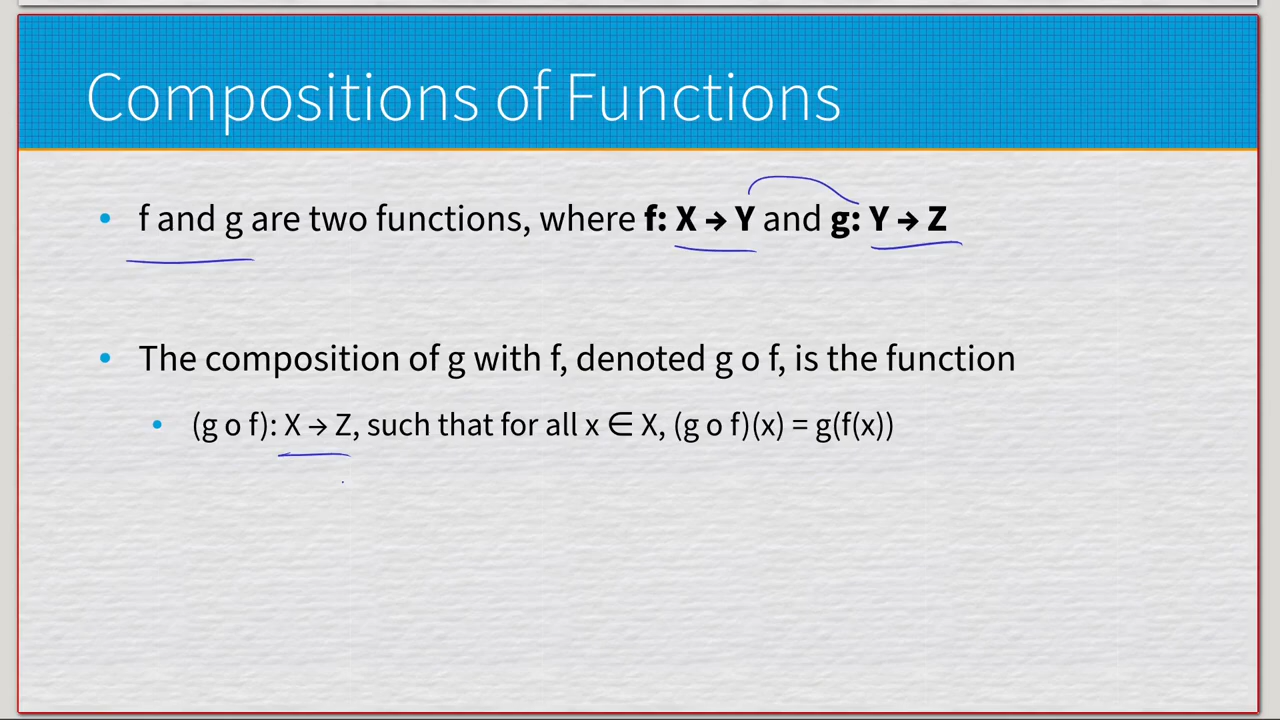 Compositions of Functions
• f and g are two functions, where f: X → Y and g: Y → Z
• The composition of g with f, denoted g o f, is the function
• (g o f): X → Z, such that for all x ∈ X, (g o f)(x) = g(f(x))